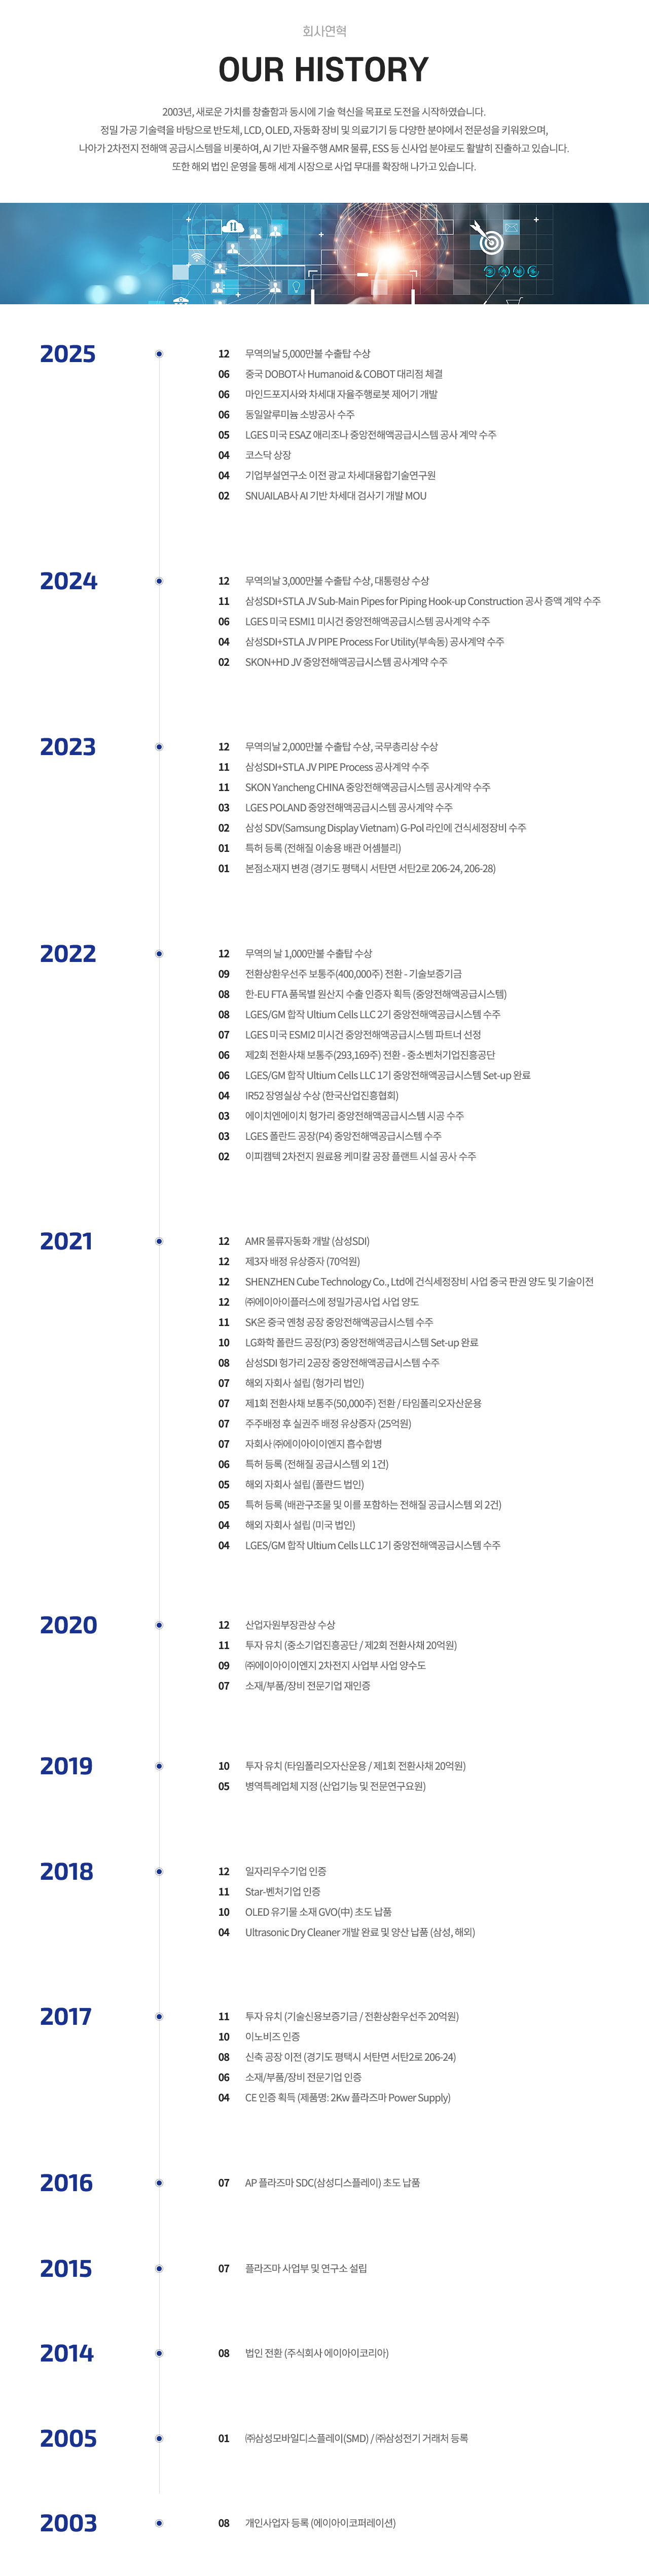 회사연혁
OUR HISTORY
2003년, 새로운 가치를 창출함과 동시에 기술 혁신을 목표로 도전을 시작하였습니다.
정밀 가공 기술력을 바탕으로 반도체, LCD, OLED, 자동화 장비 및 의료기기 등 다양한 분야에서 전문성을 키워왔으며,
나아가 2차전지 전해액 공급시스템을 비롯하여, AI 기반 자율주행 AMR 물류, ESS 등 신사업 분야로도 활발히 진출하고 있습니다.
또한 해외 법인 운영을 통해 세계 시장으로 사업 무대를 확장해 나가고 있습니다.
2025
12 무역의날 5,000만불 수출탑 수상
06 중국 DOBOT사 Humanoid & COBOT 대리점 체결
06 마인드포지사와 차세대 자율주행로봇 제어기 개발
06 동일알루미늄 소방공사 수주
05 LGES 미국 ESAZ 애리조나 중앙전해액공급시스템 공사 계약 수주
04 코스닥 상장
04 기업부설연구소 이전 광교 차세대융합기술연구원
02 SNUAILAB사 AI 기반 차세대 검사기 개발 MOU
2024
12 무역의날 3,000만불 수출탑 수상, 대통령상 수상
11 삼성SDI+STLA JV Sub-Main Pipes for Piping Hook-up Construction 공사 증액 계약 수주
06 LGES 미국 ESMI1 미시건 중앙전해액공급시스템 공사계약 수주
04 삼성SDI+STLA JV PIPE Process For Utility(부속동) 공사계약 수주
02 SKON+HD JV 중앙전해액공급시스템 공사계약 수주
2023
12 무역의날 2,000만불 수출탑 수상, 국무총리상 수상
11 삼성SDI+STLA JV PIPE Process 공사계약 수주
11 SKON Yancheng CHINA 중앙전해액공급시스템 공사계약 수주
03 LGES POLAND 중앙전해액공급시스템 공사계약 수주
02 삼성 SDV(Samsung Display Vietnam) G-Pol 라인에 건식세정장비 수주
01 특허 등록 (전해질 이송용 배관 어셈블리)
01 본점소재지 변경 (경기도 평택시 서탄면 서탄2로 206-24, 206-28)
2022
12 무역의 날 1,000만불 수출탑 수상
09 전환상환우선주 보통주(400,000주) 전환 - 기술보증기금
08 한-EU FTA 품목별 원산지 수출 인증자 획득 (중앙전해액공급시스템)
08 LGES/GM 합작 Ultium Cells LLC 2기 중앙전해액공급시스템 수주
07 LGES 미국 ESMI2 미시건 중앙전해액공급시스템 파트너 선정
06 제2회 전환사채 보통주(293,169주) 전환 - 중소벤처기업진흥공단
06 LGES/GM 합작 Ultium Cells LLC 1기 중앙전해액공급시스템 Set-up 완료
04 IR52 장영실상 수상 (한국산업진흥협회)
03 에이치엔에이치 헝가리 중앙전해액공급시스템 시공 수주
03 LGES 폴란드 공장(P4) 중앙전해액공급시스템 수주
02 이피캠텍 2차전지 원료용 케미칼 공장 플랜트 시설 공사 수주
2021
12 AMR 물류자동화 개발 (삼성SDI)
12 제3자 배정 유상증자 (70억원)
12 SHENZHEN Cube Technology Co., Ltd에 건식세정장비 사업 중국 판권 양도 및 기술이전
12 ㈜에이아이플러스에 정밀가공사업 사업 양도
11 SK온 중국 옌청 공장 중앙전해액공급시스템 수주
10 LG화학 폴란드 공장(P3) 중앙전해액공급시스템 Set-up 완료
08 삼성SDI 헝가리 2공장 중앙전해액공급시스템 수주
07 해외 자회사 설립 (헝가리 법인)
07 제1회 전환사채 보통주(50,000주) 전환 / 타임폴리오자산운용
07 주주배정 후 실권주 배정 유상증자 (25억원)
07 자회사 ㈜에이아이이엔지 흡수합병
06 특허 등록 (전해질 공급시스템 외 1건)
05 해외 자회사 설립 (폴란드 법인)
05 특허 등록 (배관구조물 및 이를 포함하는 전해질 공급시스템 외 2건)
04 해외 자회사 설립 (미국 법인)
04 LGES/GM 합작 Ultium Cells LLC 1기 중앙전해액공급시스템 수주
2020
12 산업자원부장관상 수상
11 투자 유치 (중소기업진흥공단 / 제2회 전환사채 20억원)
09 ㈜에이아이이엔지 2차전지 사업부 사업 양수도
07 소재/부품/장비 전문기업 재인증
2019
10 투자 유치 (타임폴리오자산운용 / 제1회 전환사채 20억원)
05 병역특례업체 지정 (산업기능 및 전문연구요원)
2018
12 일자리우수기업 인증
11 Star-벤처기업 인증
10 OLED 유기물 소재 GVO(中) 초도 납품
04 Ultrasonic Dry Cleaner 개발 완료 및 양산 납품 (삼성, 해외)
2017
11 투자 유치 (기술신용보증기금 / 전환상환우선주 20억원)
10 이노비즈 인증
08 신축 공장 이전 (경기도 평택시 서탄면 서탄2로 206-24)
06 소재/부품/장비 전문기업 인증
04 CE 인증 획득 (제품명: 2Kw 플라즈마 Power Supply)
2016
07 AP 플라즈마 SDC(삼성디스플레이) 초도 납품
2015
07 플라즈마 사업부 및 연구소 설립
2014
08 법인 전환 (주식회사 에이아이코리아)
2005
01 ㈜삼성모바일디스플레이(SMD) / ㈜삼성전기 거래처 등록
2003
08 개인사업자 등록 (에이아이코퍼레이션)